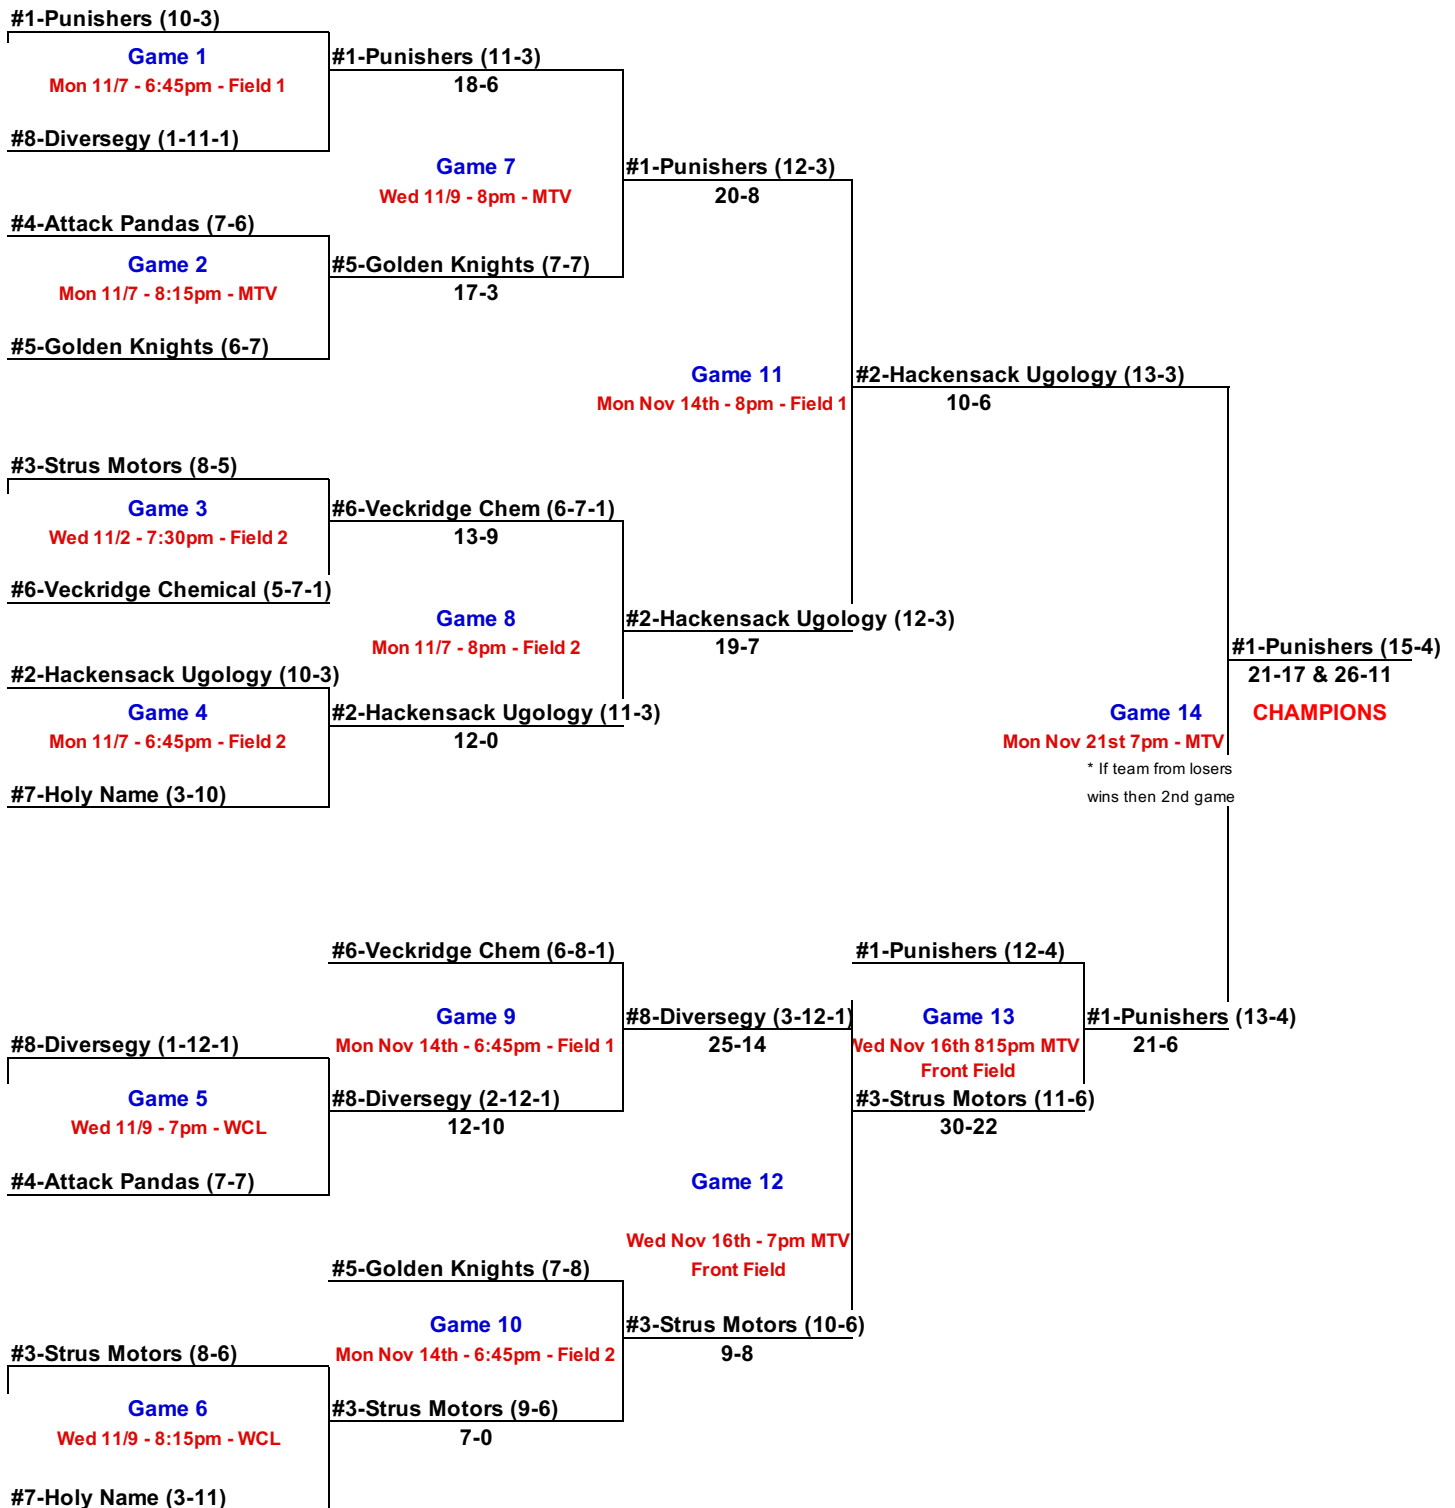 #1-Punishers (10-3)
Game 1
Mon 11/7 - 6:45pm - Field 1
#8-Diversegy (1-11-1)
#1-Punishers (11-3)
18-6
#4-Attack Pandas (7-6)
Game 2
Mon 11/7 - 8:15pm - MTV
#5-Golden Knights (6-7)
Game 7
Wed 11/9 - 8pm - MTV
#5-Golden Knights (7-7)
17-3
#1-Punishers (12-3)
20-8
Game 11
Mon Nov 14th - 8pm - Field 1
#2-Hackensack Ugology (13-3)
10-6
#3-Strus Motors (8-5)
Game 3
Wed 11/2 - 7:30pm - Field 2
#6-Veckridge Chemical (5-7-1)
#6-Veckridge Chem (6-7-1)
13-9
Game 8
Mon 11/7 - 8pm - Field 2
#2-Hackensack Ugology (12-3)
19-7
#2-Hackensack Ugology (10-3)
Game 4
Mon 11/7 - 6:45pm - Field 2
#7-Holy Name (3-10)
#2-Hackensack Ugology (11-3)
12-0
#1-Punishers (15-4)
21-17 & 26-11
CHAMPIONS
Game 14
Mon Nov 21st 7pm - MTV
* If team from losers
wins then 2nd game
#6-Veckridge Chem (6-8-1)
Game 9
Mon Nov 14th - 6:45pm - Field 1
#8-Diversegy (1-12-1)
Game 5
Wed 11/9 - 7pm - WCL
#4-Attack Pandas (7-7)
#8-Diversegy (2-12-1)
12-10
#8-Diversegy (3-12-1)
25-14
#1-Punishers (12-4)
Game 13
Wed Nov 16th 815pm MTV
Front Field
#1-Punishers (13-4)
21-6
#3-Strus Motors (11-6)
30-22
Game 12
Wed Nov 16th - 7pm MTV
Front Field
#5-Golden Knights (7-8)
Game 10
Mon Nov 14th - 6:45pm - Field 2
#3-Strus Motors (10-6)
9-8
#3-Strus Motors (8-6)
Game 6
Wed 11/9 - 8:15pm - WCL
#7-Holy Name (3-11)
#3-Strus Motors (9-6)
7-0